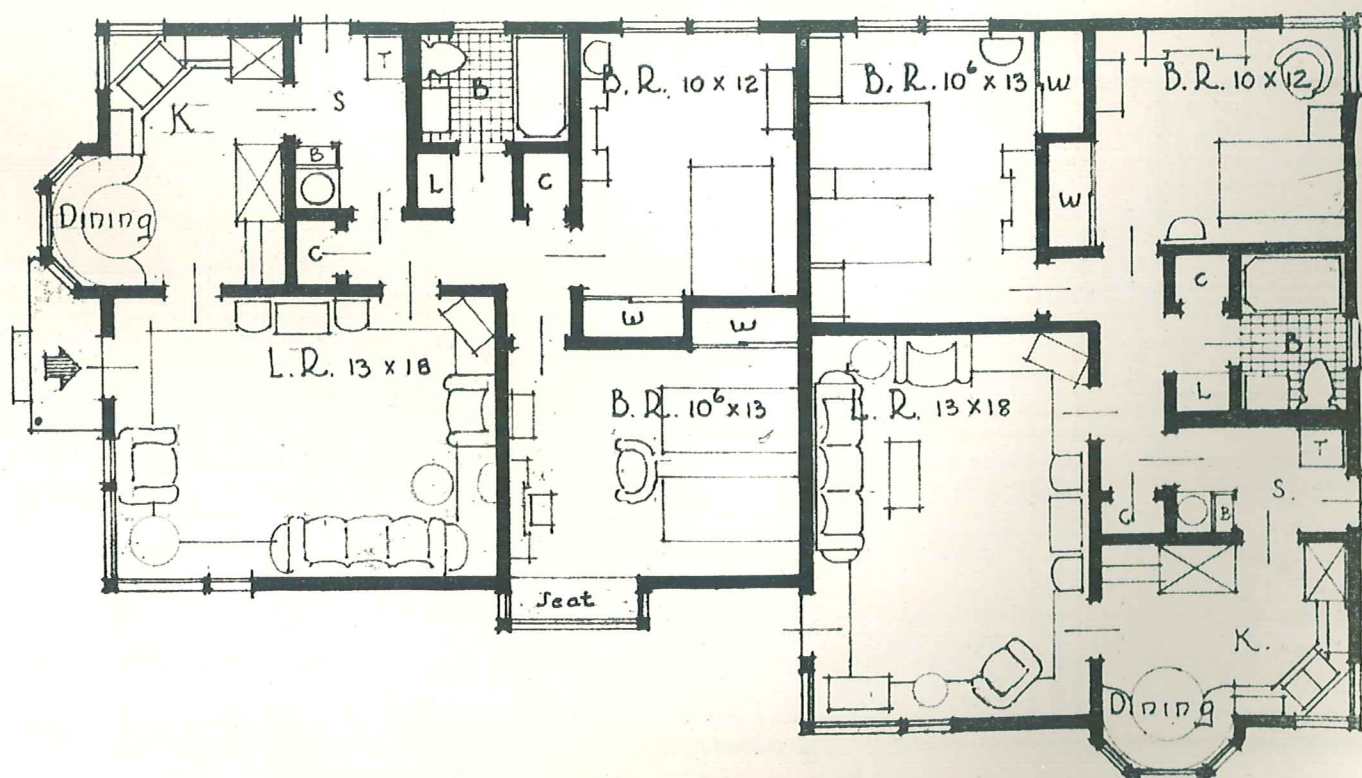 K
S
T
B
B. R. 10 x 12
B. R. 10⁶ x 13
W
B. R. 10 x 12
B
L
C
W
Dining
C
C
W
W
B
L. R. 13 x 18
L
B. R. 10⁶ x 13
L. R. 13 x 18
T
S.
C
B
Seat
K.
Dining